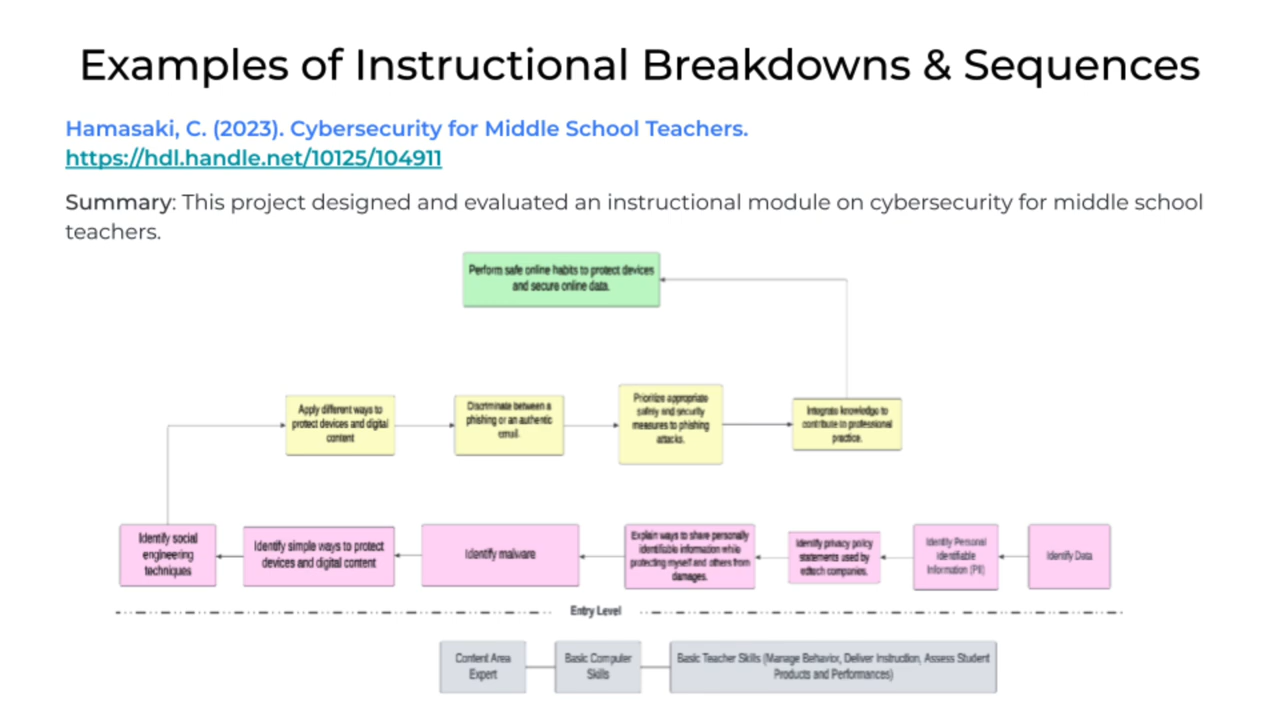 Examples of Instructional Breakdowns & Sequences
Hamasaki, C. (2023). Cybersecurity for Middle School Teachers.
https://hdl.handle.net/10125/104911
Summary: This project designed and evaluated an instructional module on cybersecurity for middle school
teachers.
Perform safe online habits to protect devices
and secure online data.
Apply different ways to
protect devices and digital
content
Discriminate between a
phishing or an authentic
email.
Prioritize appropriate
safety and security
measures to phishing
attacks.
Integrate knowledge to
contribute to professional
practice.
Identify social
engineering
techniques
Identify simple ways to protect
devices and digital content
Identify malware
Explain ways to share personally
identifiable information while
protecting myself and others from
damages.
Identify privacy policy
statements used by
edtech companies.
Identify Personal
Identifiable
Information (PII)
Identify Data
Entry Level
Content Area
Expert
Basic Computer
Skills
Basic Teacher Skills (Manage Behavior, Deliver Instruction, Assess Student
Products and Performances)